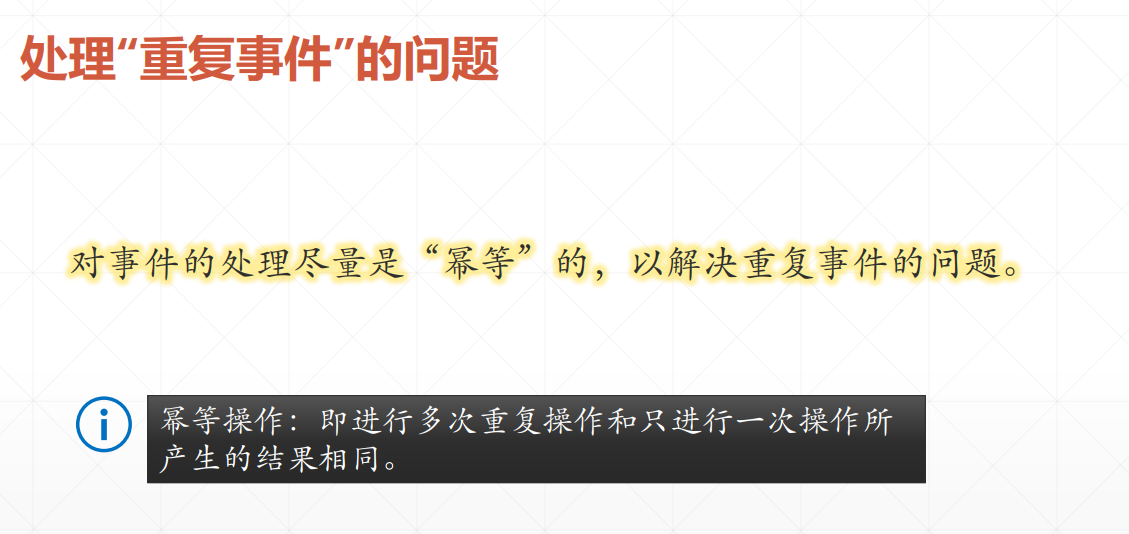 处理“重复事件”的问题
对事件的处理尽量是“幂等”的，以解决重复事件的问题。
幂等操作：即进行多次重复操作和只进行一次操作所
产生的结果相同。